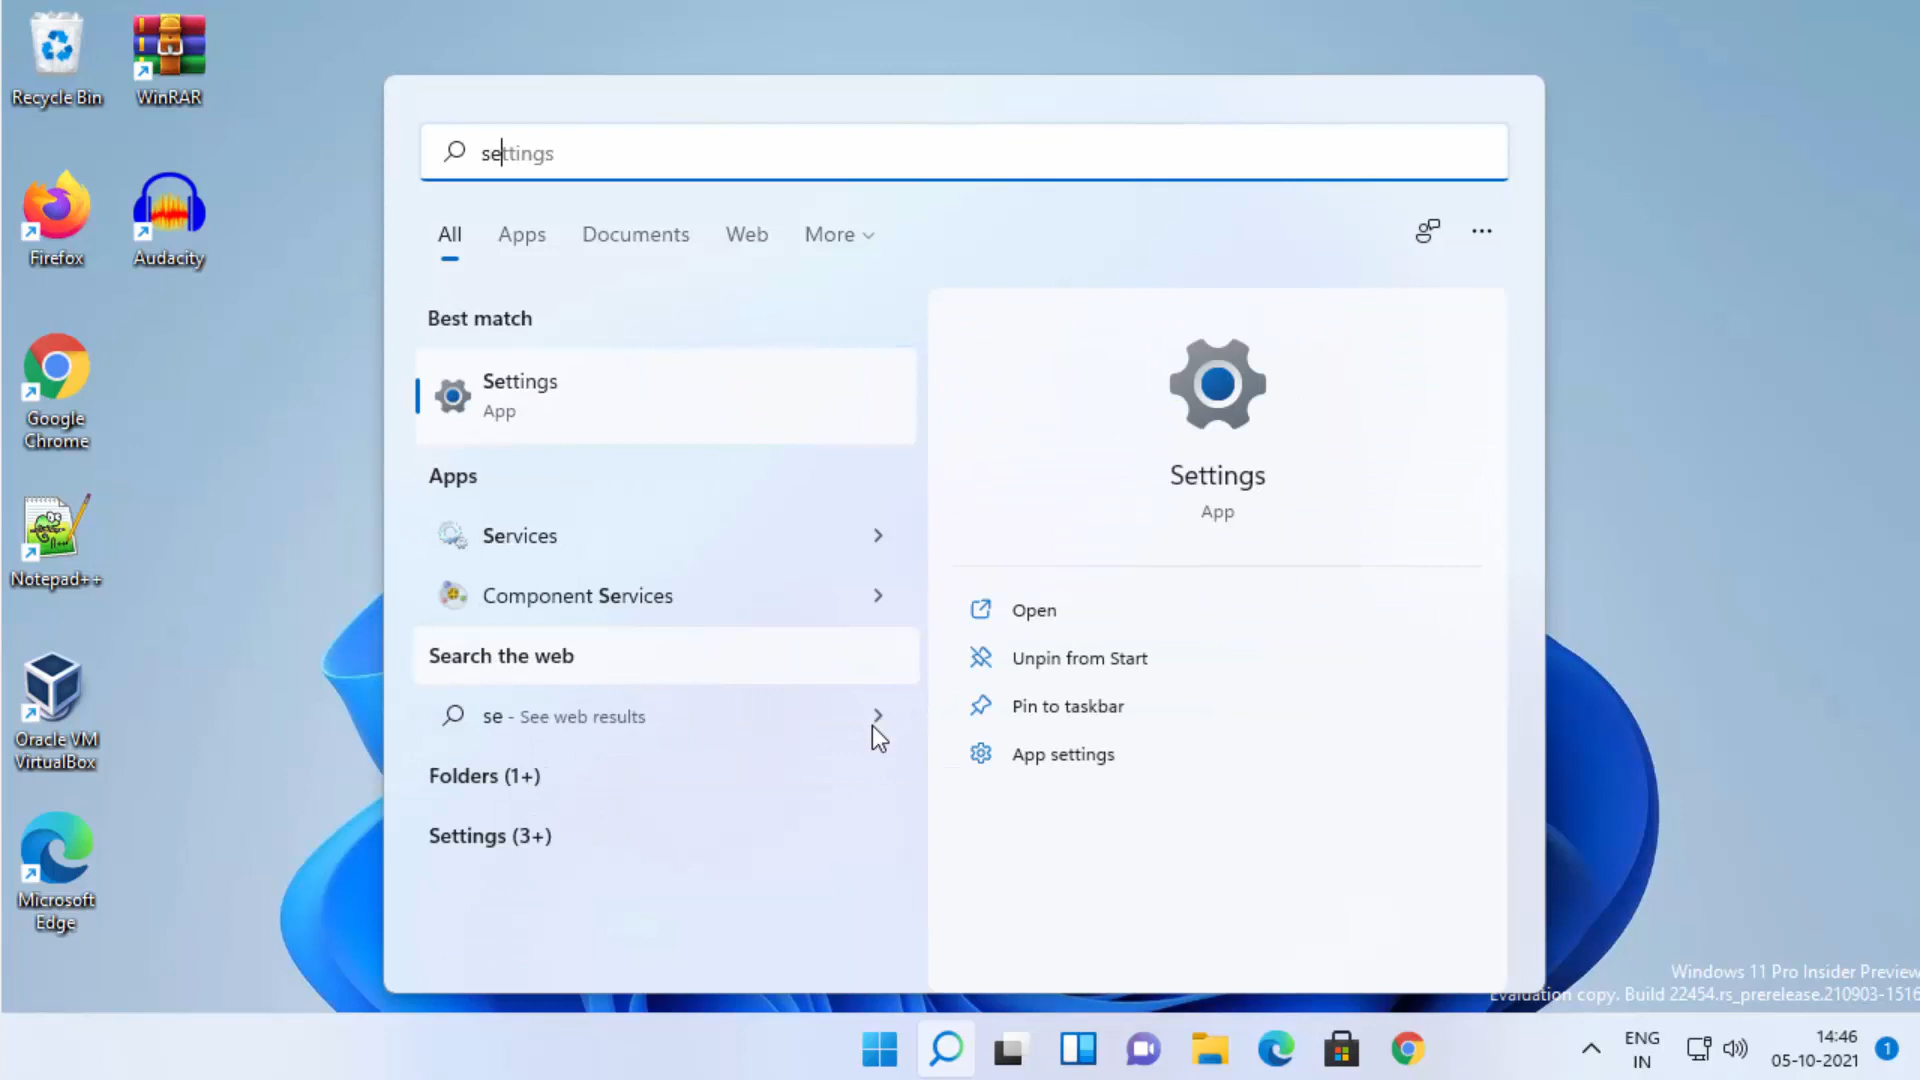 Recycle Bin
WinRAR
Firefox
Audacity
Google
Chrome
Notepad++
Oracle VM
VirtualBox
Microsoft
Edge
settings
All
Apps
Documents
Web
More
Best match
Settings
App
Apps
Services
Component Services
Search the web
se - See web results
Folders (1+)
Settings (3+)
Settings
App
Open
Unpin from Start
Pin to taskbar
App settings
Windows 11 Pro Insider Preview
Evaluation copy. Build 22454.rs_prerelease.210903-1516
ENG
IN
14:46
05-10-2021
1